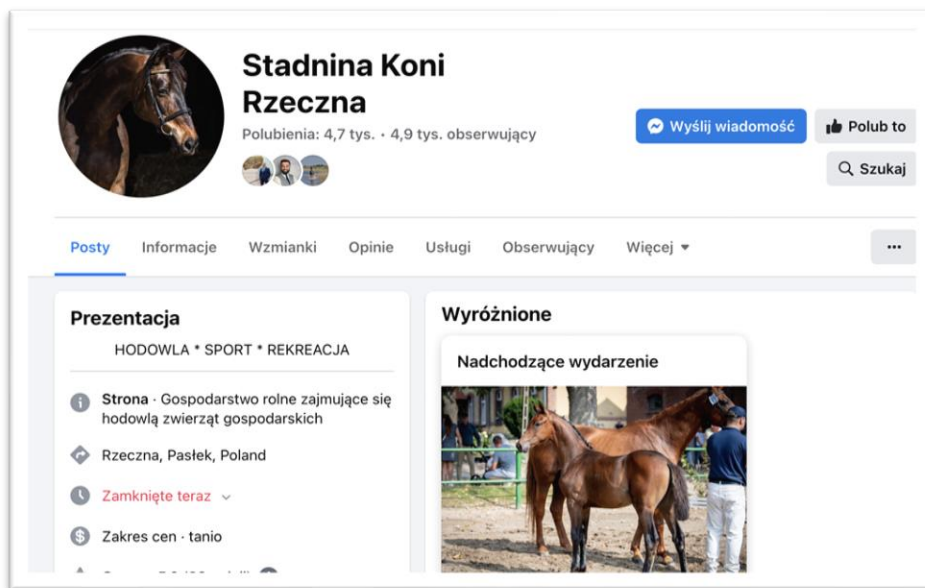 Stadnina Koni
Rzeczna
Polubienia: 4,7 tys. · 4,9 tys. obserwujący
Wyślij wiadomość
Polub to
Szukaj
Posty Informacje Wzmianki Opinie Usługi Obserwujący Więcej
Prezentacja
HODOWLA * SPORT * REKREACJA
Strona · Gospodarstwo rolne zajmujące się
hodowlą zwierząt gospodarskich
Rzeczna, Pasłęk, Poland
Zamknięte teraz
Zakres cen · tanio
Wyróżnione
Nadchodzące wydarzenie